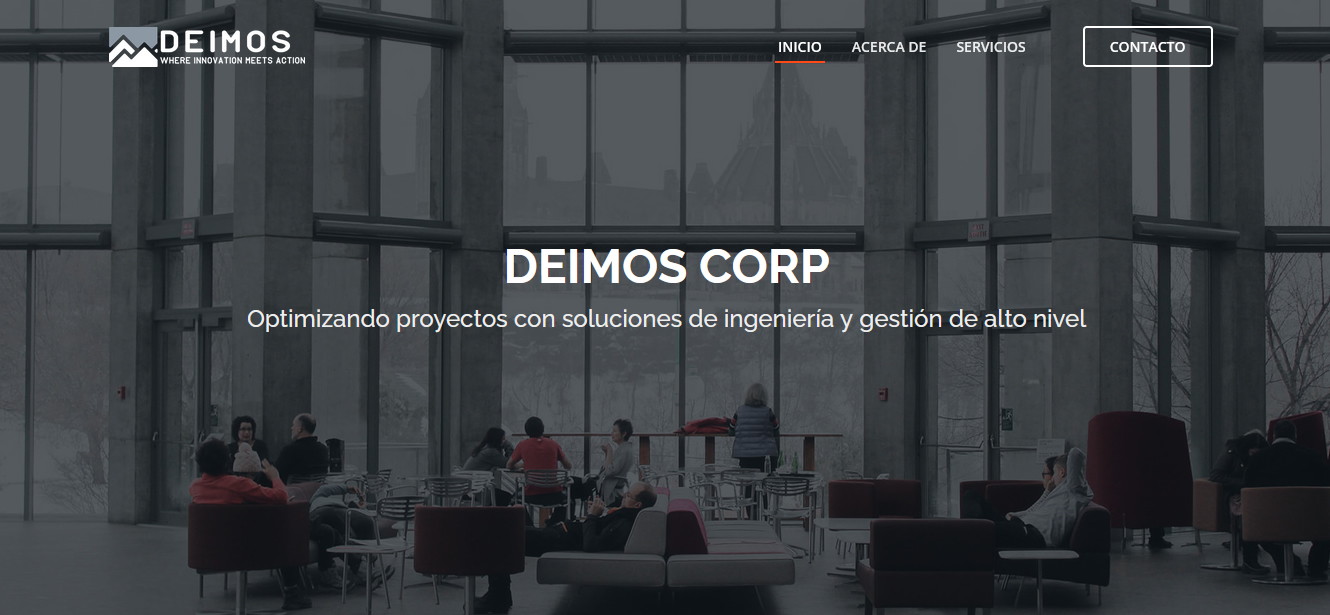 DEIMOS
WHERE INNOVATION MEETS ACTION
INICIO
ACERCA DE
SERVICIOS
CONTACTO
DEIMOS CORP
Optimizando proyectos con soluciones de ingeniería y gestión de alto nivel